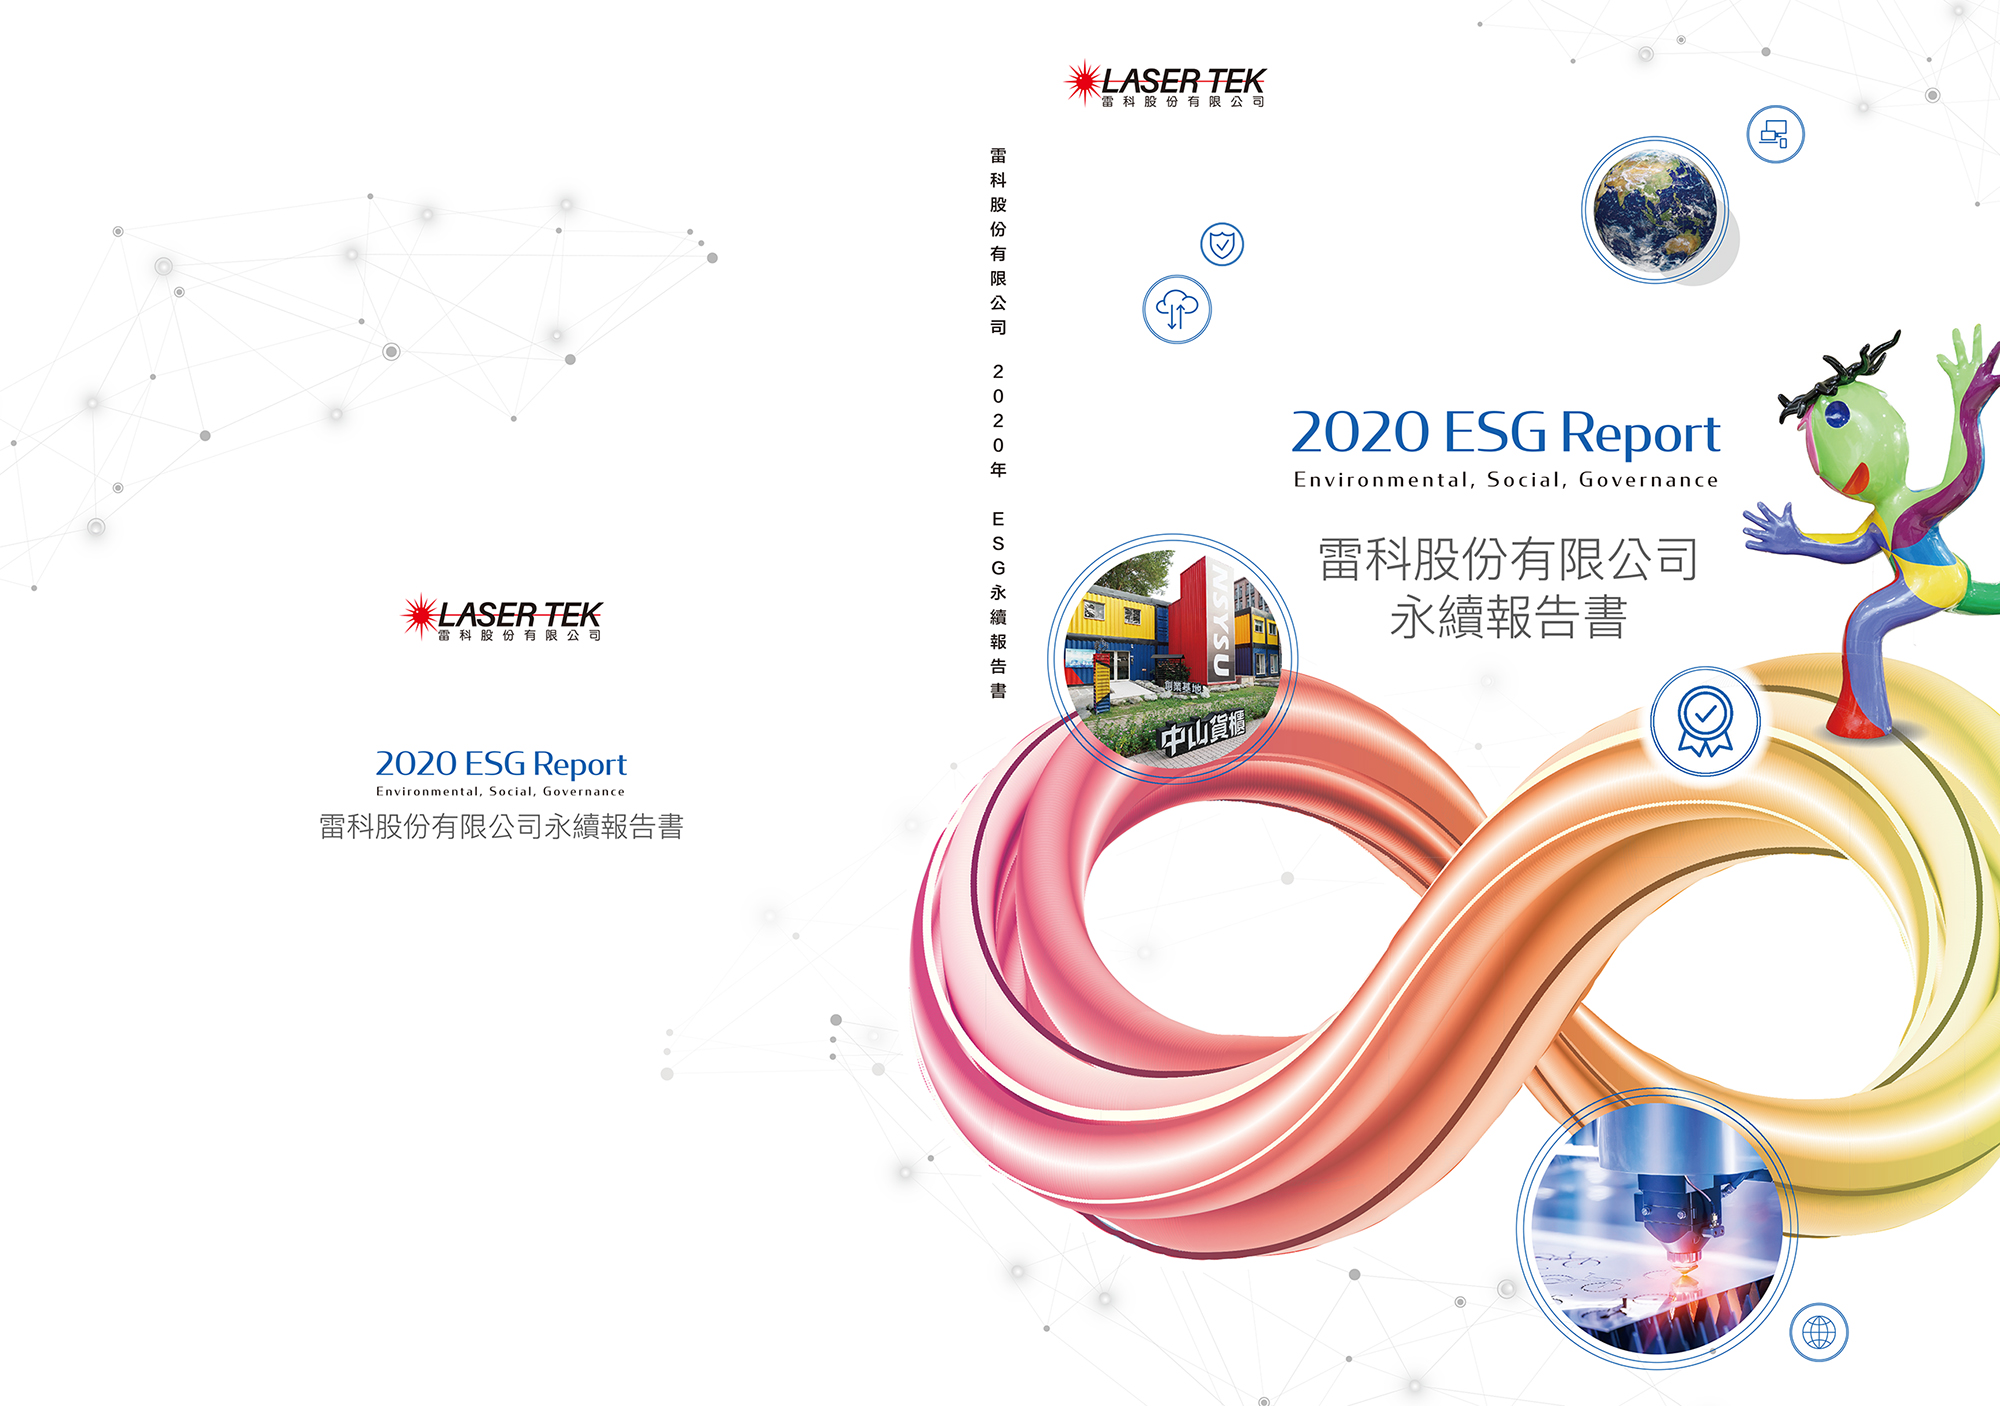 LASER TEK
雷科股份有限公司
2020 ESG Report
Environmental, Social, Governance
雷科股份有限公司永續報告書
雷科股份有限公司 2020年 ESG永續報告書
LASER TEK
雷科股份有限公司
2020 ESG Report
Environmental, Social, Governance
雷科股份有限公司
永續報告書
NSYSU
創業基地
中山貨櫃